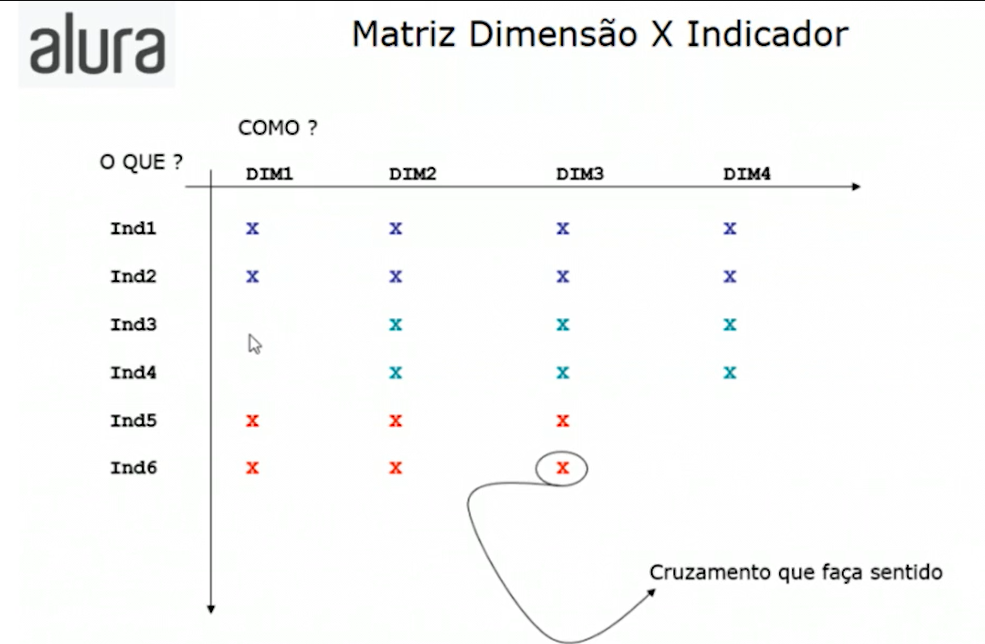 alura
Matriz Dimensão X Indicador
COMO ?
O QUE ?
DIM1 DIM2 DIM3 DIM4
Ind1 X X X X
Ind2 X X X X
Ind3 X X X
Ind4 X X X
Ind5 X X X
Ind6 X X X
Cruzamento que faça sentido